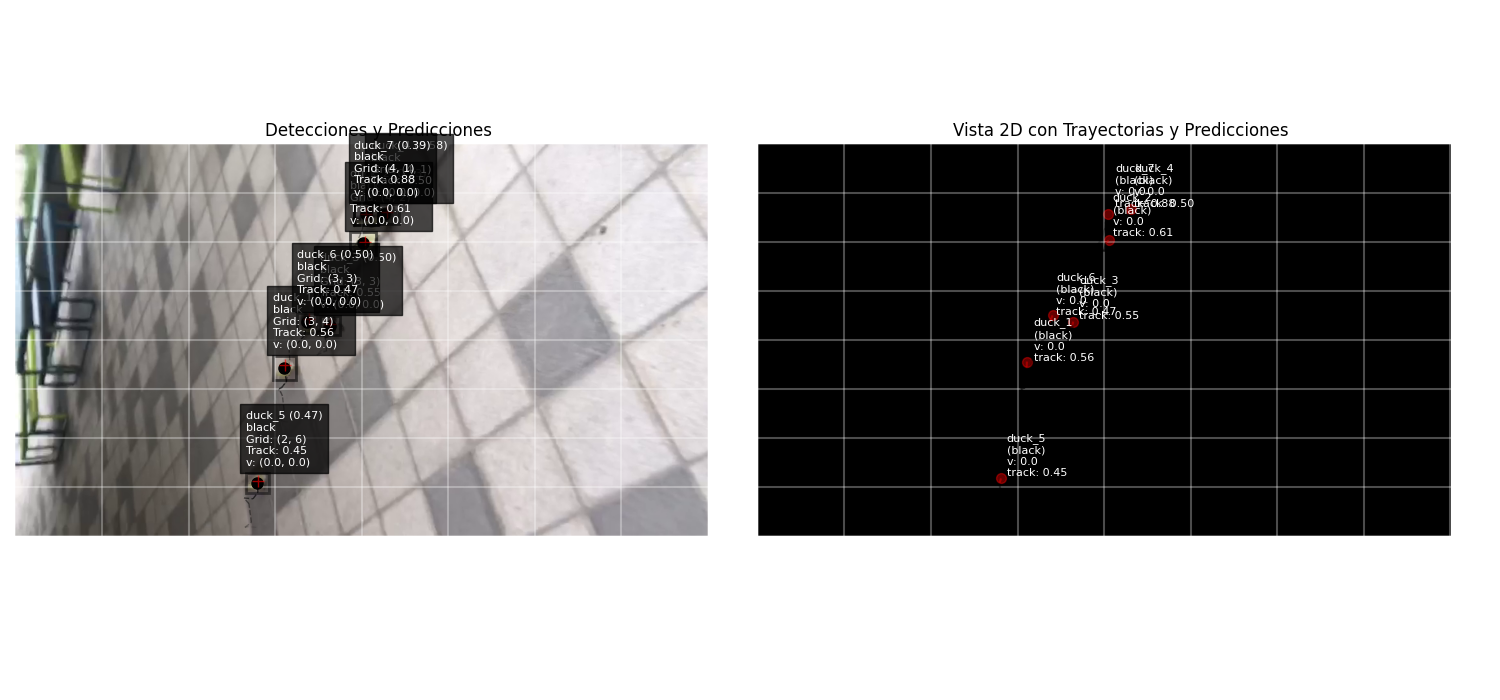 Detecciones y Predicciones
duck_7 (0.39)
black
Grid: (4, 1)
Track: 0.88
v: (0.0, 0.0)
Track: 0.61
v: (0.0, 0.0)
duck_6 (0.50)
black
Grid: (3, 3)
Track: 0.47
v: (0.0, 0.0)
Grid: (3, 4)
Track: 0.56
v: (0.0, 0.0)
duck_5 (0.47)
black
Grid: (2, 6)
Track: 0.45
v: (0.0, 0.0)
Vista 2D con Trayectorias y Predicciones
duck_4
(black)
(black)
v: 0.0
track: 0.61
duck_3
(black)
v: 0.0
track: 0.55
duck_1
(black)
v: 0.0
track: 0.56
duck_5
(black)
v: 0.0
track: 0.45